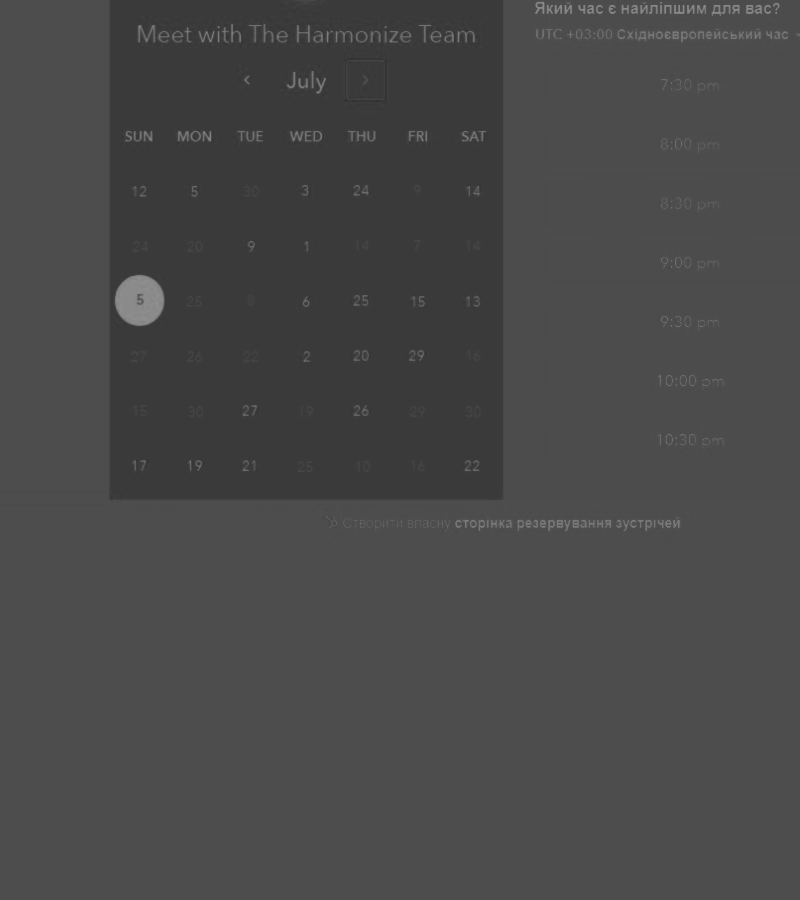 Який час є найліпшим для вас?
UTC +03:00 Східноєвропейський час
Meet with The Harmonize Team
July
SUN MON TUE WED THU FRI SAT
12 5 30 3 24 9 14
24 20 9 1 14 7 14
5 25 8 6 25 15 13
27 26 22 2 20 29 16
15 30 27 19 26 29 30
17 19 21 25 10 16 22
7:30 pm
8:00 pm
8:30 pm
9:00 pm
9:30 pm
10:00 pm
10:30 pm
Створити власну сторінка резервування зустрічей